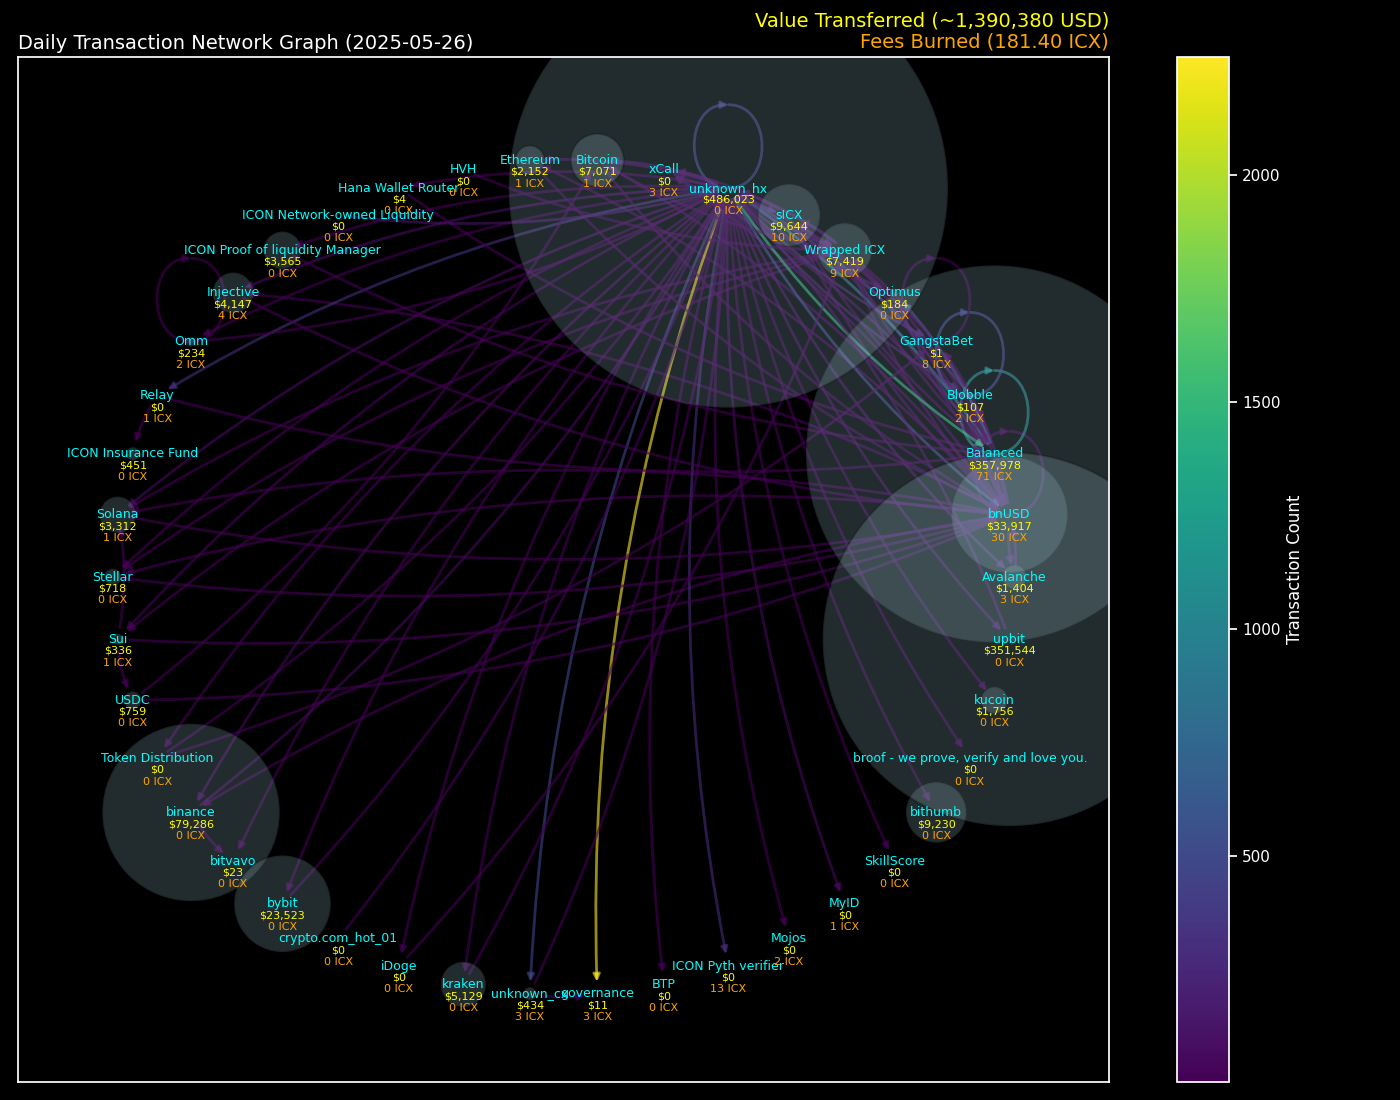 Value Transferred (~1,390,380 USD)
Daily Transaction Network Graph (2025-05-26)
Fees Burned (181.40 ICX)
HVH
$0
0 ICX
Ethereum
$2,152
1 ICX
Bitcoin
$7,071
1 ICX
xCall
$0
3 ICX
unknown_hx
$486,023
0 ICX
Hana Wallet Router
$4
0 ICX
ICON Network-owned Liquidity
$0
0 ICX
sICX
$9,644
10 ICX
ICON Proof of liquidity Manager
$3,565
0 ICX
Wrapped ICX
$7,419
9 ICX
Injective
$4,147
4 ICX
Optimus
$184
0 ICX
Omm
$234
2 ICX
GangstaBet
$1
8 ICX
Relay
$0
1 ICX
Blobble
$107
2 ICX
ICON Insurance Fund
$451
0 ICX
Balanced
$357,978
71 ICX
Solana
$3,312
1 ICX
bnUSD
$33,917
30 ICX
Stellar
$718
0 ICX
Avalanche
$1,404
3 ICX
Sui
$336
1 ICX
upbit
$351,544
0 ICX
USDC
$759
0 ICX
kucoin
$1,756
0 ICX
Token Distribution
$0
0 ICX
broof - we prove, verify and love you.
$0
0 ICX
binance
$79,286
0 ICX
bithumb
$9,230
0 ICX
bitvavo
$23
0 ICX
SkillScore
$0
0 ICX
bybit
$23,523
0 ICX
MyID
$0
1 ICX
crypto.com_hot_01
$0
0 ICX
Mojos
$0
2 ICX
iDoge
$0
0 ICX
ICON Pyth verifier
$0
13 ICX
kraken
$5,129
0 ICX
unknown_cx
$434
3 ICX
governance
$11
3 ICX
BTP
$0
0 ICX
2000
1500
1000
500
Transaction Count